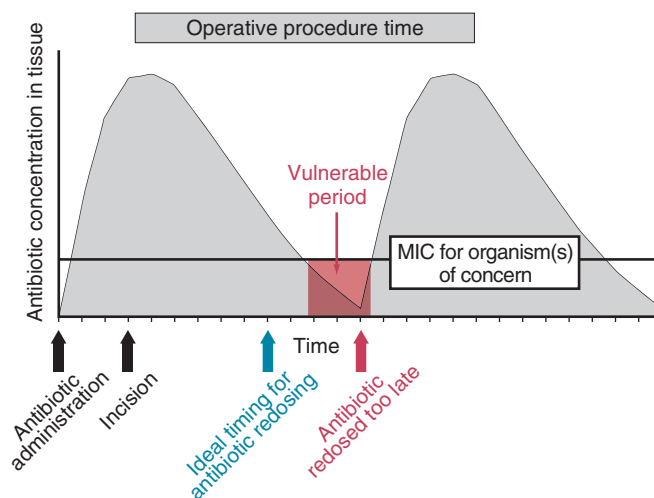 Operative procedure time
Antibiotic concentration in tissue
Vulnerable
period
MIC for organism(s)
of concern
Time
Antibiotic
administration
Incision
Ideal timing for
antibiotic redosing
Antibiotic
redosed too late